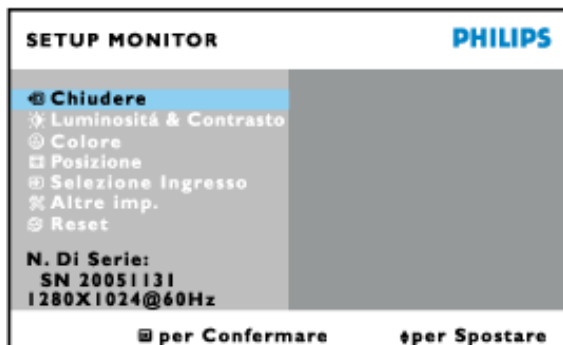 SETUP MONITOR PHILIPS
Chiudere
Luminositá & Contrasto
Colore
Posizione
Selezione Ingresso
Altre imp.
Reset
N. Di Serie:
SN 20051131
1280X1024@60Hz
per Confermare per Spostare